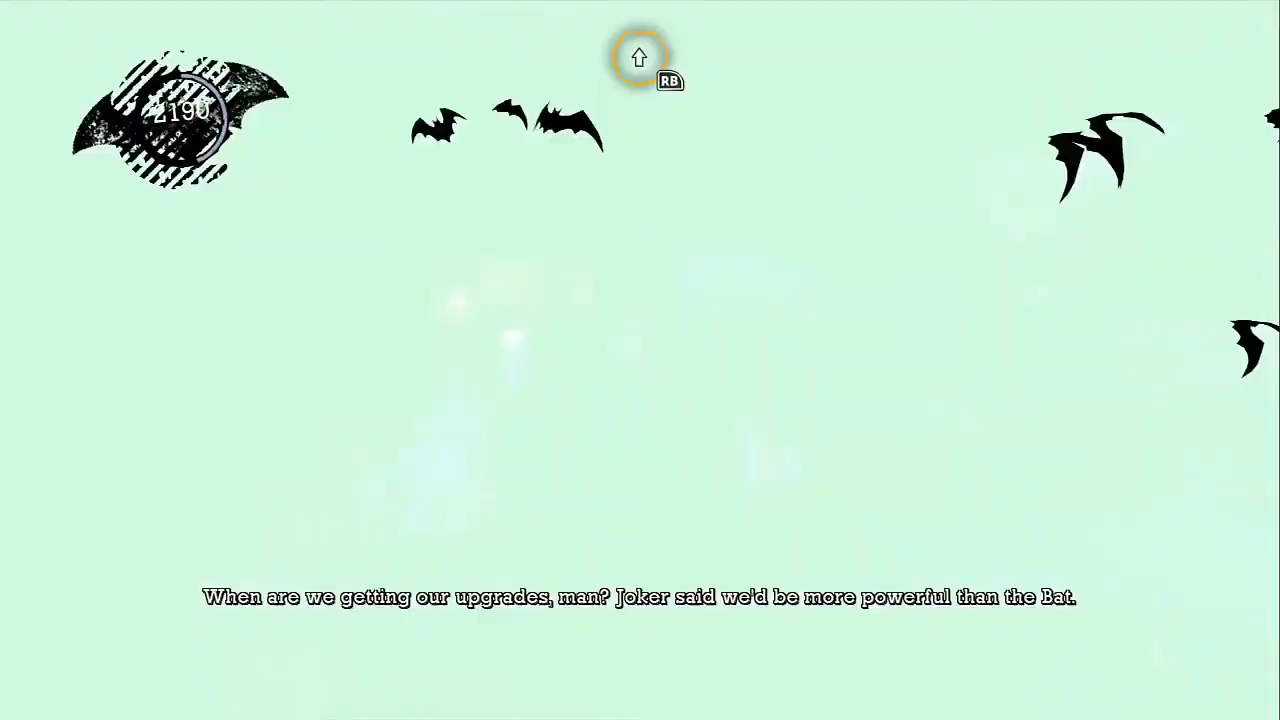 2190
RB
When are we getting our upgrades, man? Joker said we'd be more powerful than the Bat.